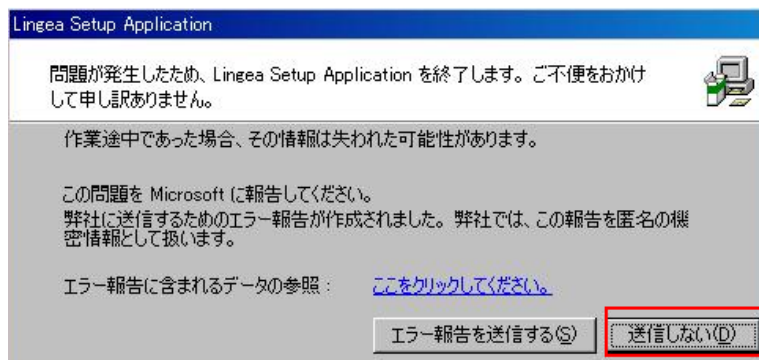 Lingea Setup Application
問題が発生したため、Lingea Setup Application を終了します。ご不便をおかけ
して申し訳ありません。
作業途中であった場合、その情報は失われた可能性があります。
この問題を Microsoft に報告してください。
弊社に送信するためのエラー報告が作成されました。弊社では、この報告を匿名の機
密情報として扱います。
エラー報告に含まれるデータの参照：　ここをクリックしてください。
エラー報告を送信する(S)　送信しない(D)